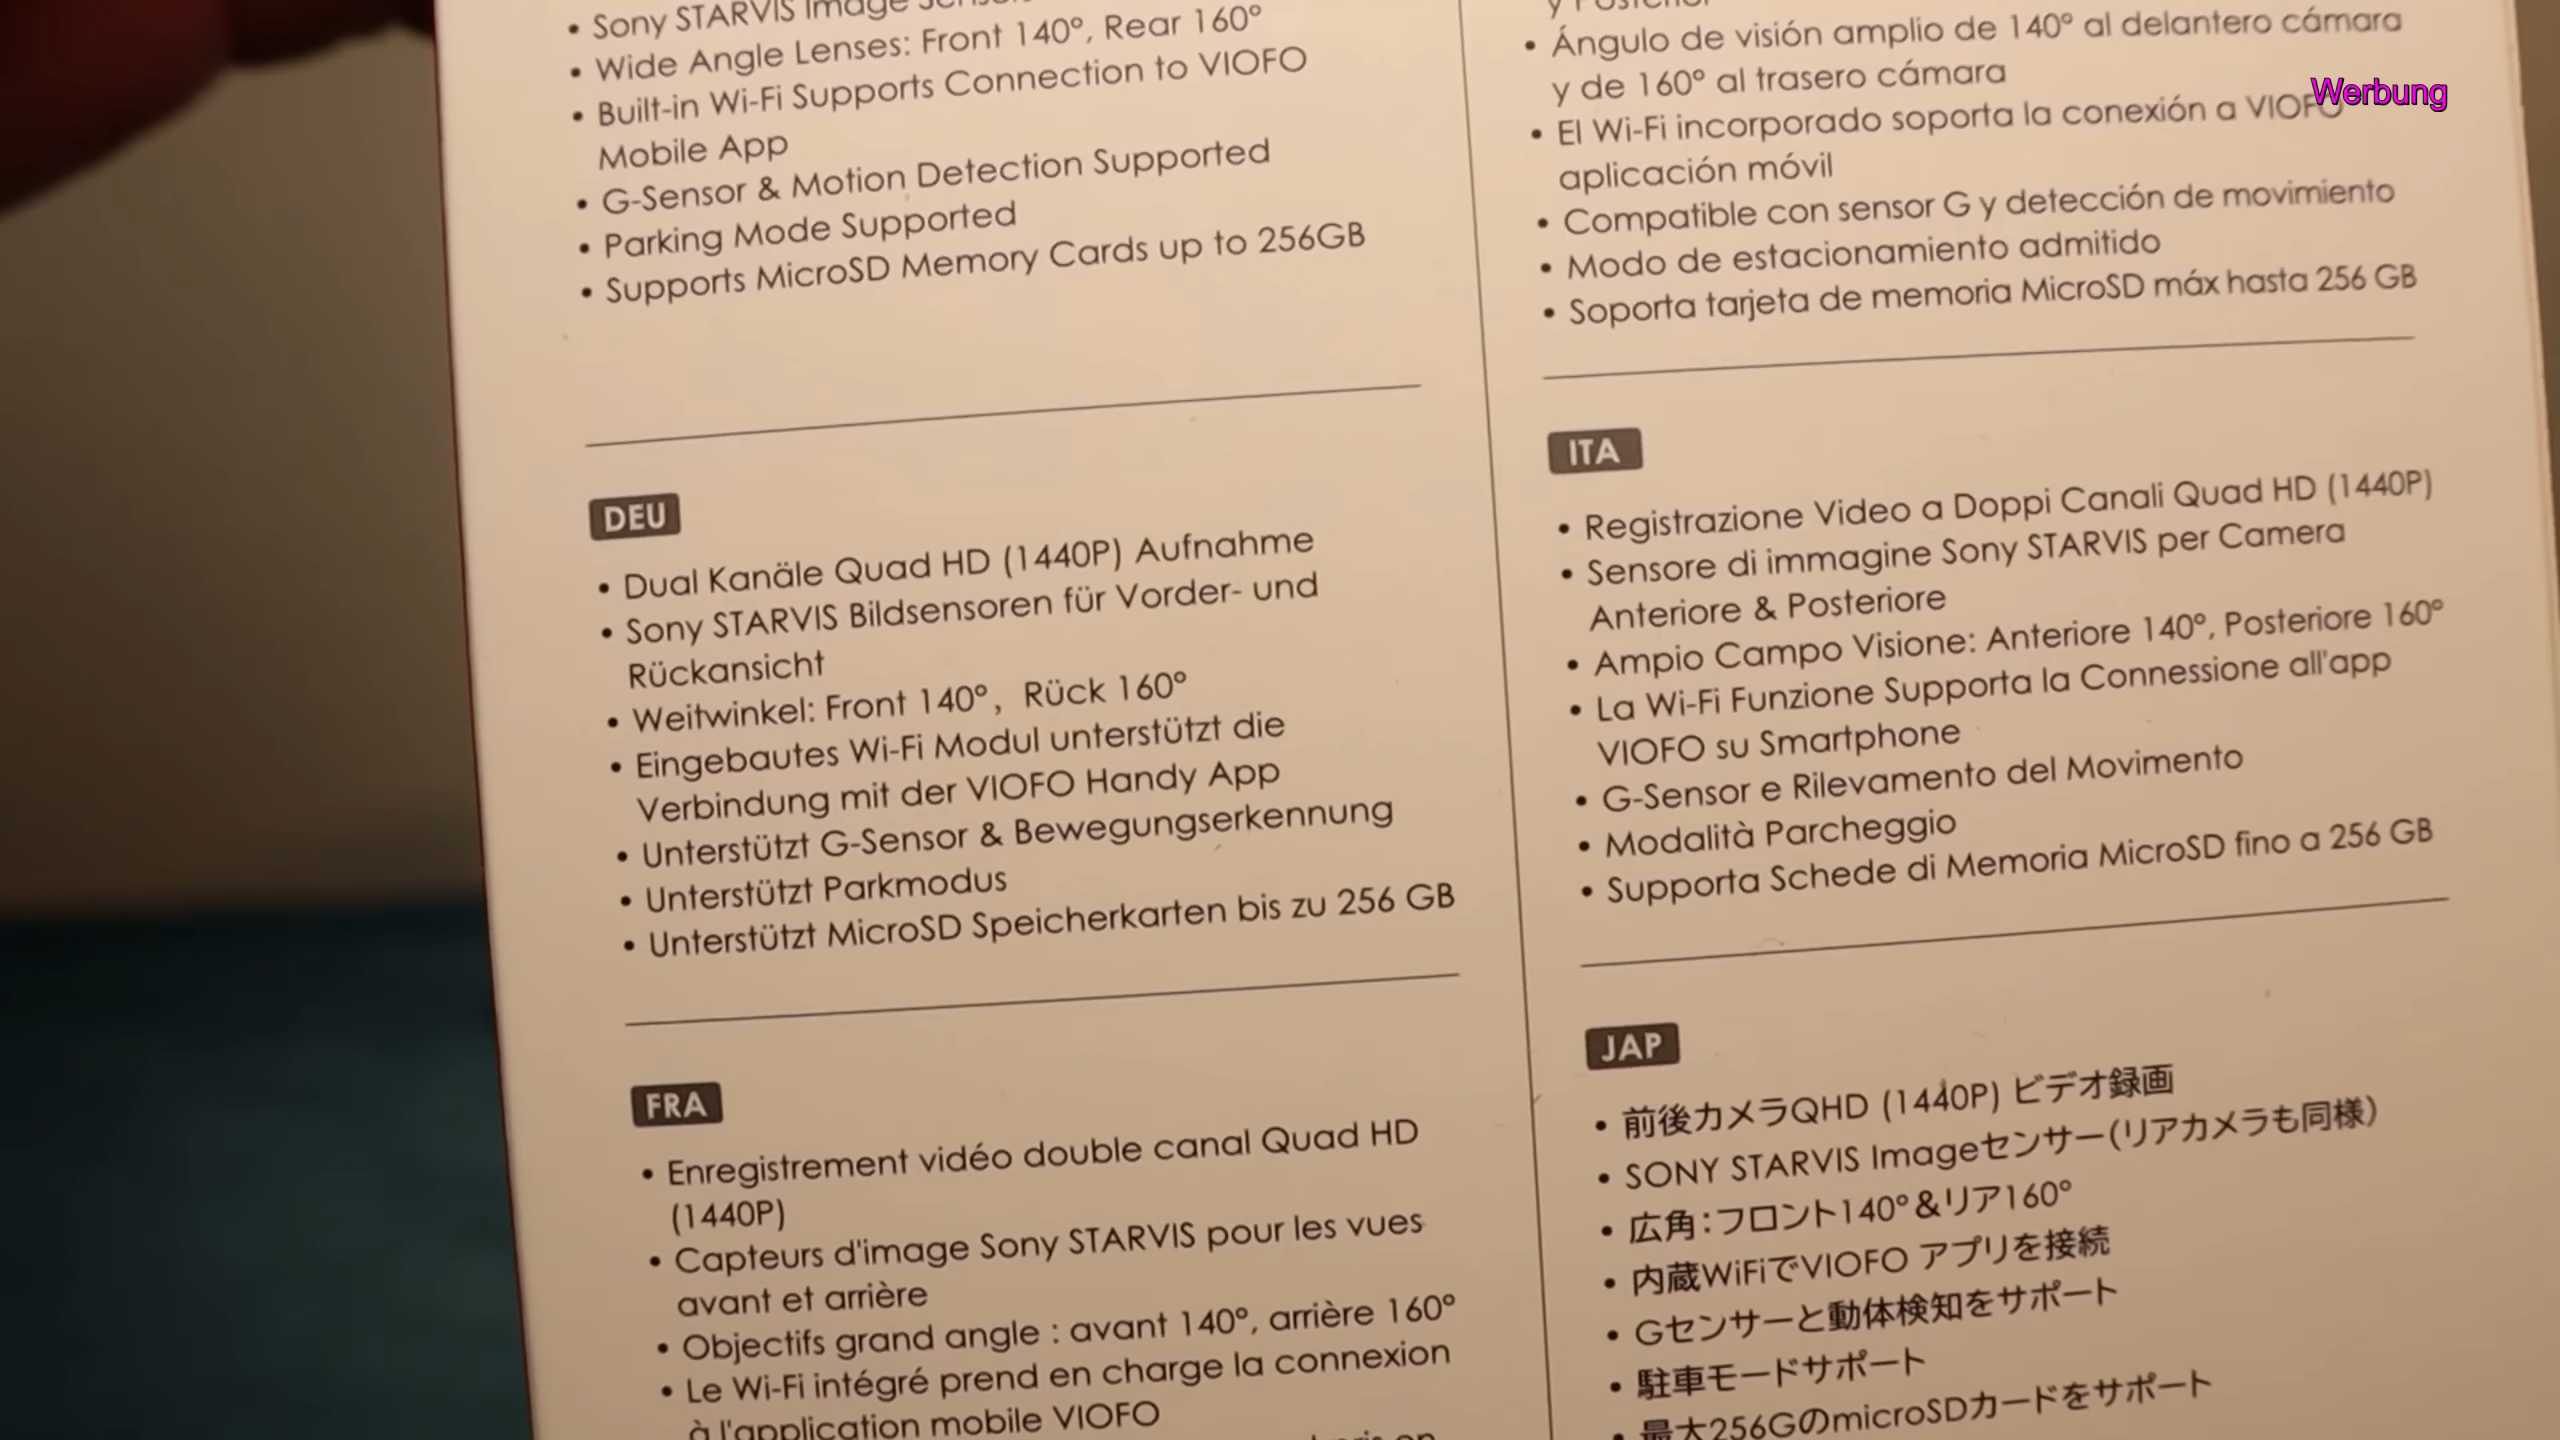 • Sony STARVIS Image
• Wide Angle Lenses: Front 140°, Rear 160°
• Built-in Wi-Fi Supports Connection to VIOFO
Mobile App
• G-Sensor & Motion Detection Supported
• Parking Mode Supported
• Supports MicroSD Memory Cards up to 256GB
DEU
• Dual Kanäle Quad HD (1440P) Aufnahme
• Sony STARVIS Bildsensoren für Vorder- und
Rückansicht
• Weitwinkel: Front 140°, Rück 160°
• Eingebautes Wi-Fi Modul unterstützt die
Verbindung mit der VIOFO Handy App
• Unterstützt G-Sensor & Bewegungserkennung
• Unterstützt Parkmodus
• Unterstützt MicroSD Speicherkarten bis zu 256 GB
FRA
• Enregistrement vidéo double canal Quad HD
(1440P)
• Capteurs d'image Sony STARVIS pour les vues
avant et arrière
• Objectifs grand angle : avant 140°, arrière 160°
• Le Wi-Fi intégré prend en charge la connexion
à l'application mobile VIOFO
y Posterior
• Ángulo de visión amplio de 140° al delantero cámara
y de 160° al trasero cámara
• El Wi-Fi incorporado soporta la conexión a VIOFO
aplicación móvil
• Compatible con sensor G y detección de movimiento
• Modo de estacionamiento admitido
• Soporta tarjeta de memoria MicroSD máx hasta 256 GB
ITA
• Registrazione Video a Doppi Canali Quad HD (1440P)
• Sensore di immagine Sony STARVIS per Camera
Anteriore & Posteriore
• Ampio Campo Visione: Anteriore 140°, Posteriore 160°
• La Wi-Fi Funzione Supporta la Connessione all'app
VIOFO su Smartphone
• G-Sensor e Rilevamento del Movimento
• Modalità Parcheggio
• Supporta Schede di Memoria MicroSD fino a 256 GB
JAP
• 前後カメラQHD (1440P) ビデオ録画
• SONY STARVIS Imageセンサー(リアカメラも同様)
• 広角：フロント140°&リア160°
• 内蔵WiFiでVIOFO アプリを接続
• Gセンサーと動体検知をサポート
• 駐車モードサポート
• 最大256GのmicroSDカードをサポート
Werbung